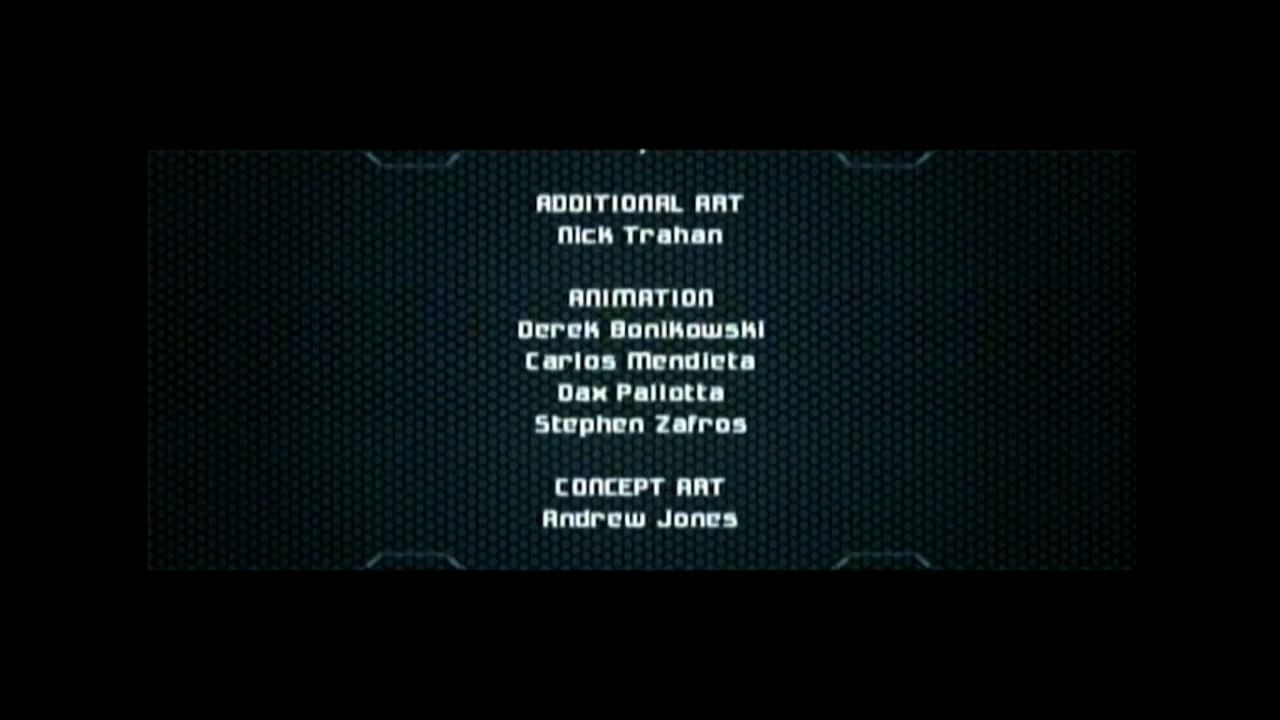 ADDITIONAL ART
Nick Trahan
ANIMATION
Derek Bonikowski
Carlos Mendieta
Dax Pallotta
Stephen Zafros
CONCEPT ART
Andrew Jones